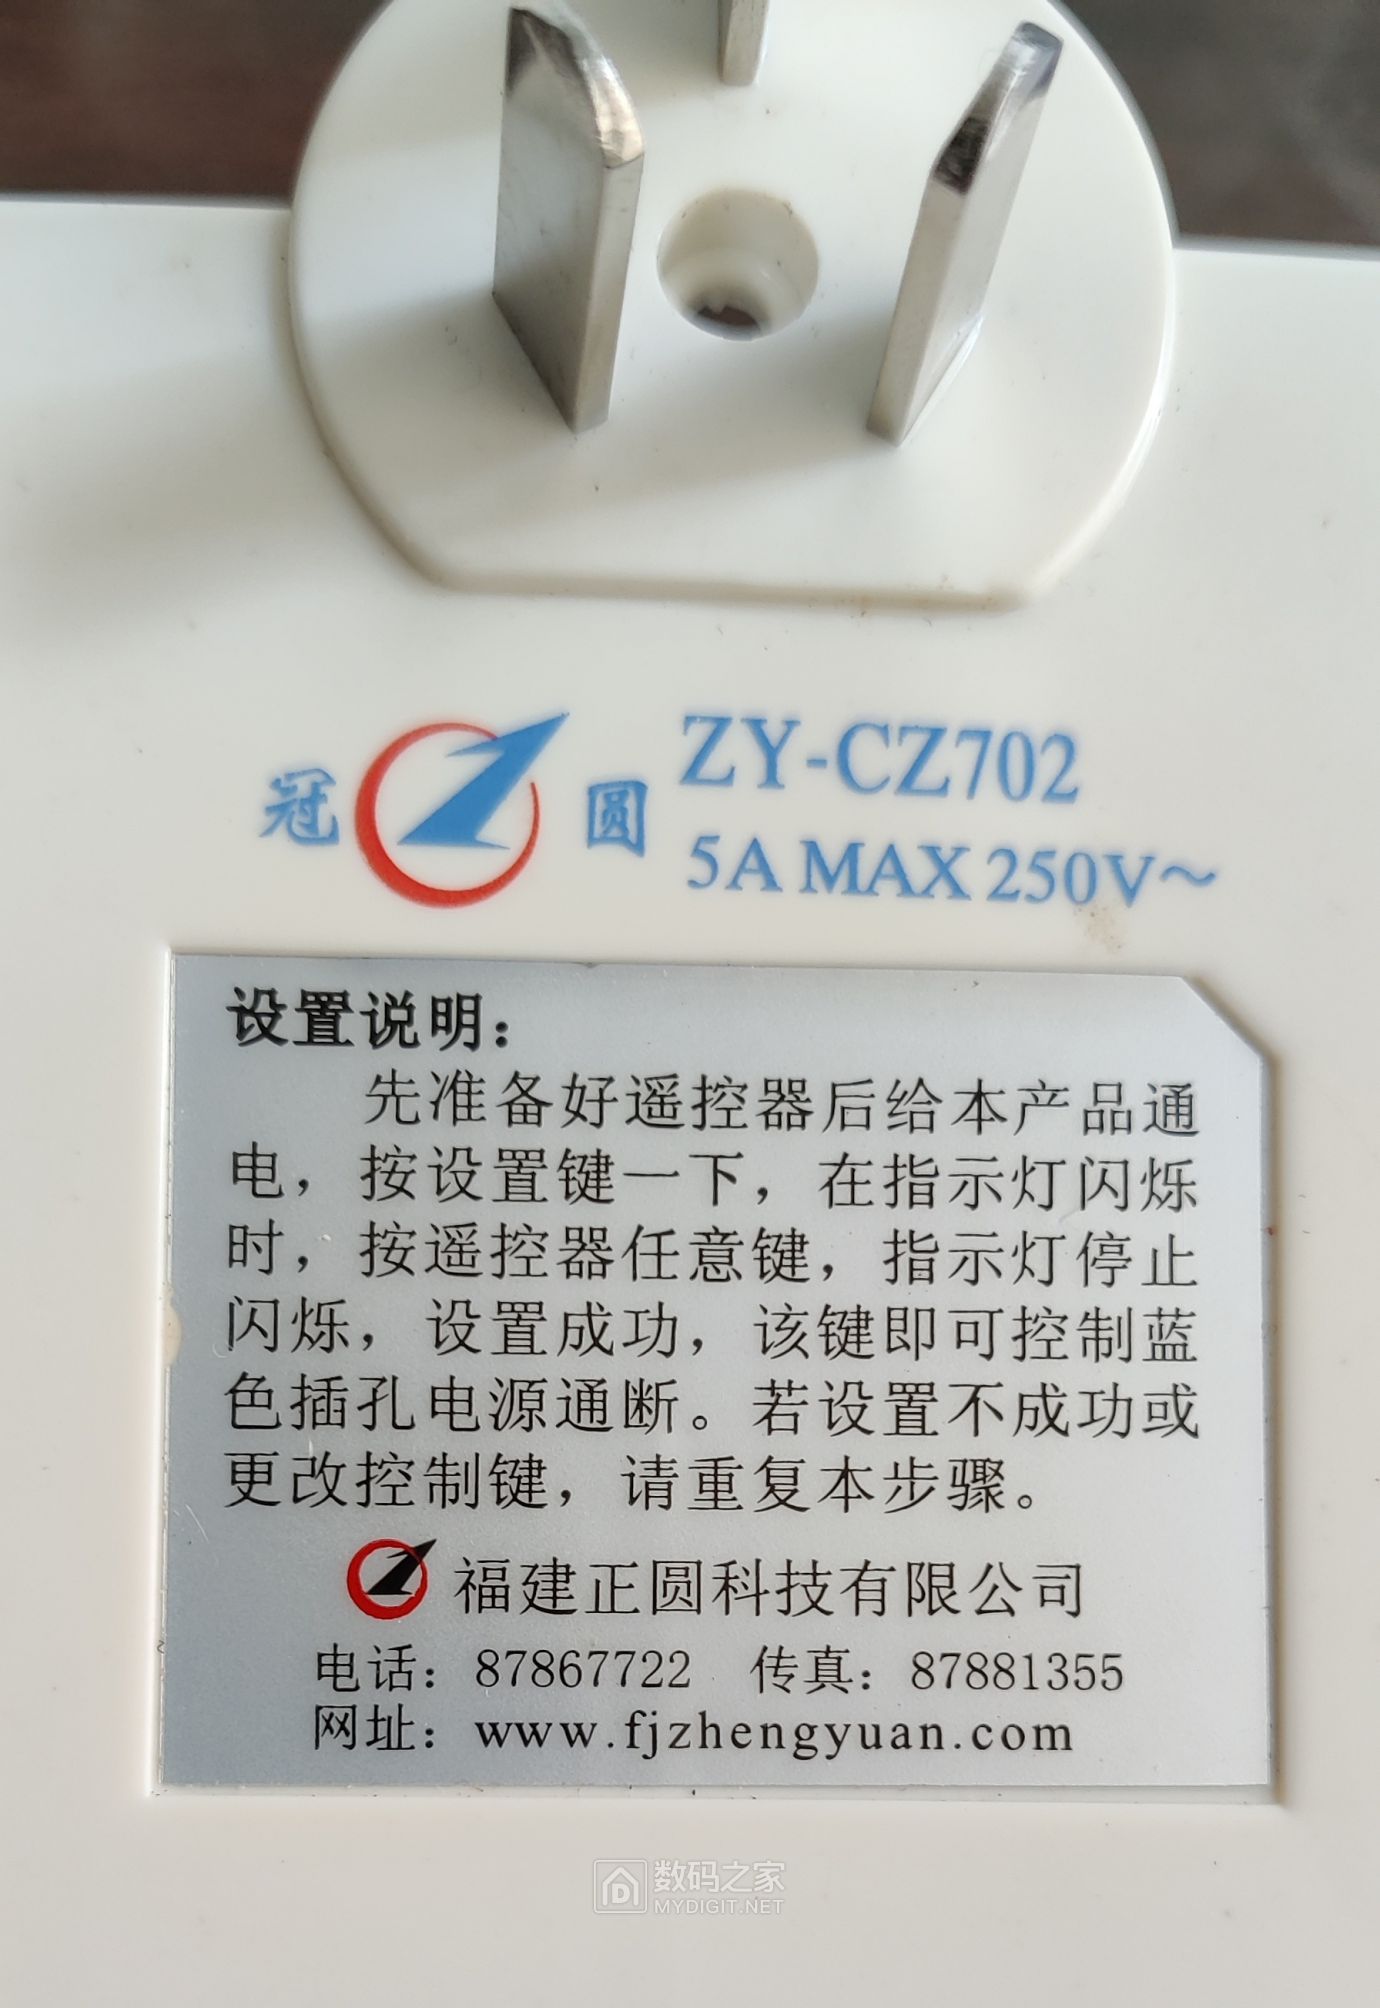 冠 圆 ZY-CZ702
5A MAX 250V~
设置说明：
先准备好遥控器后给本产品通
电，按设置键一下，在指示灯闪烁
时，按遥控器任意键，指示灯停止
闪烁，设置成功，该键即可控制蓝
色插孔电源通断。若设置不成功或
更改控制键，请重复本步骤。
福建正圆科技有限公司
电话：87867722 传真：87881355
网址：www.fjzhengyuan.com
数码之家
MYDIGIT.NET